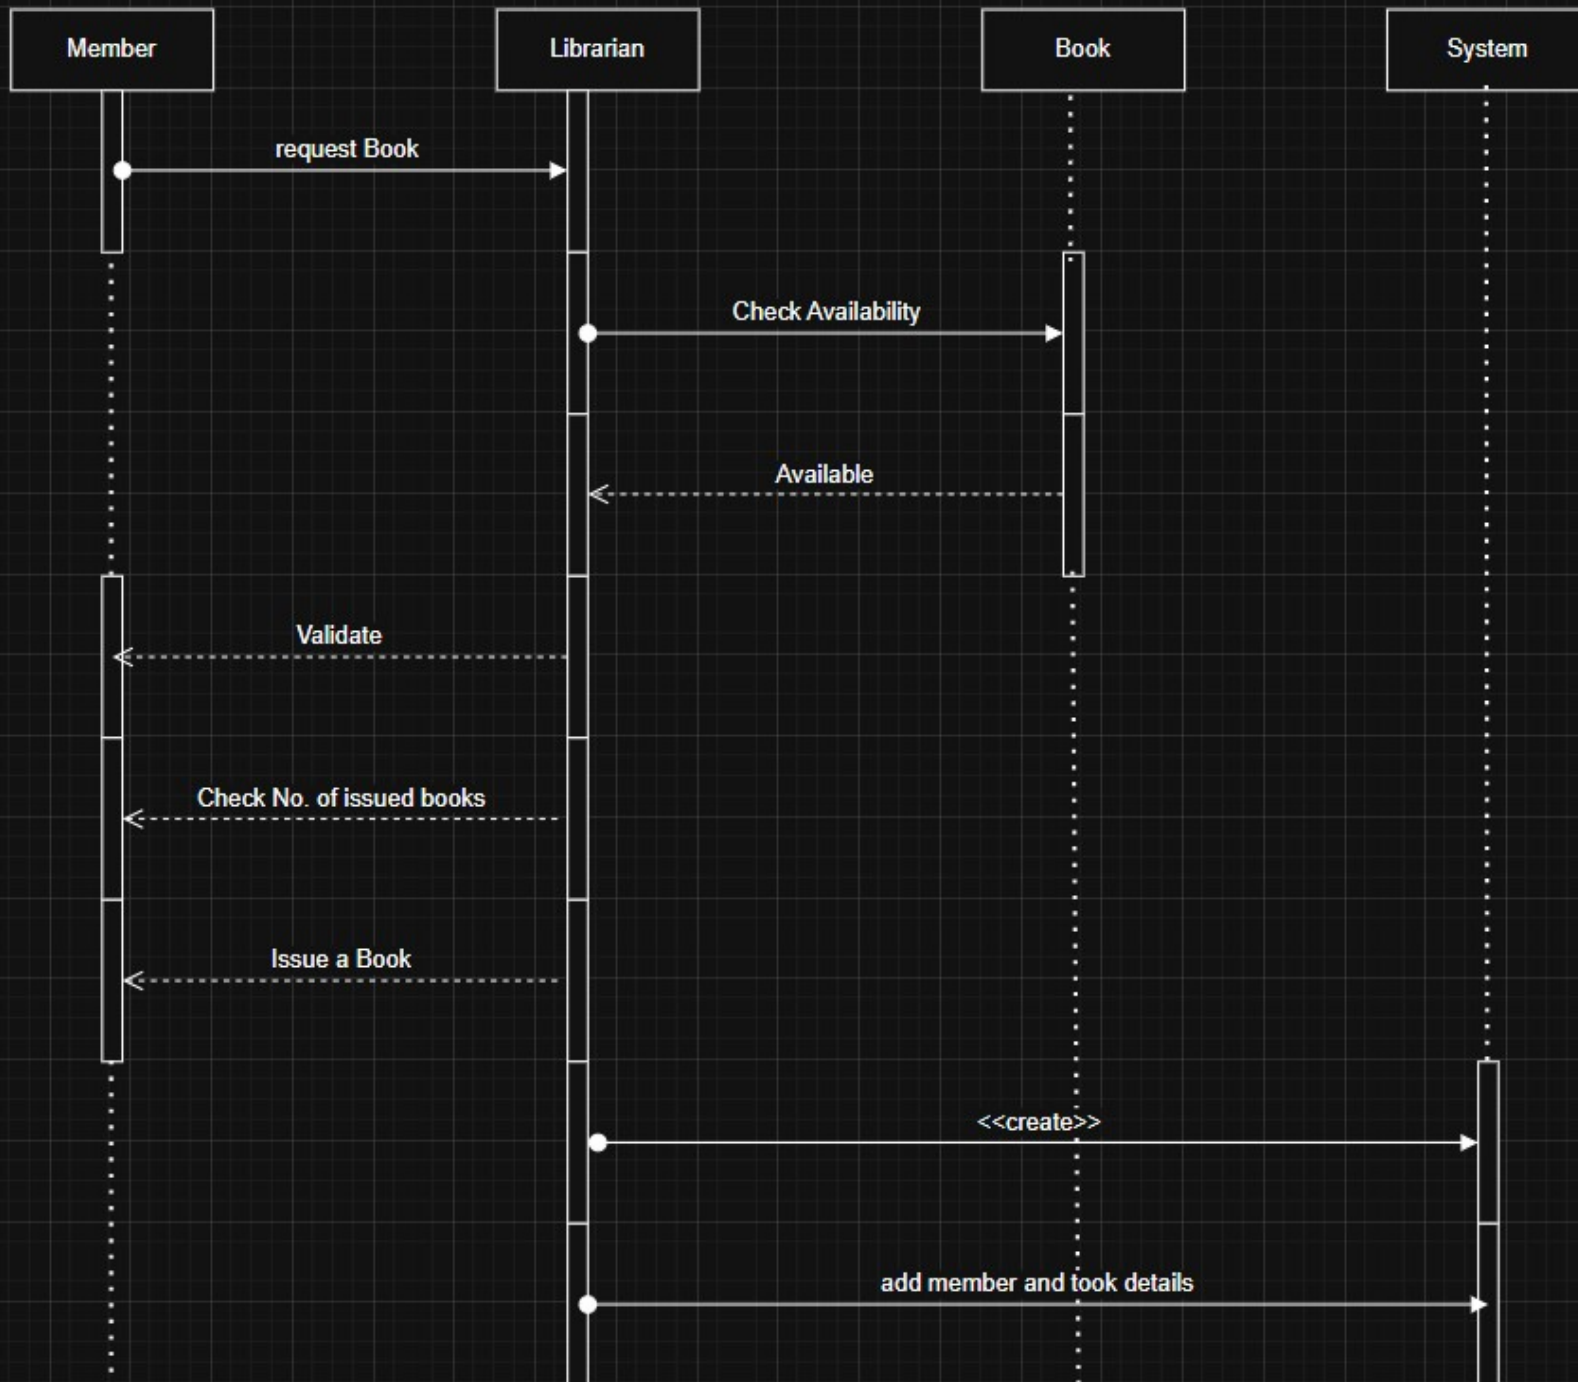 Member
Librarian
Book
System
request Book
Check Availability
Available
Validate
Check No. of issued books
Issue a Book
<<create>>
add member and took details